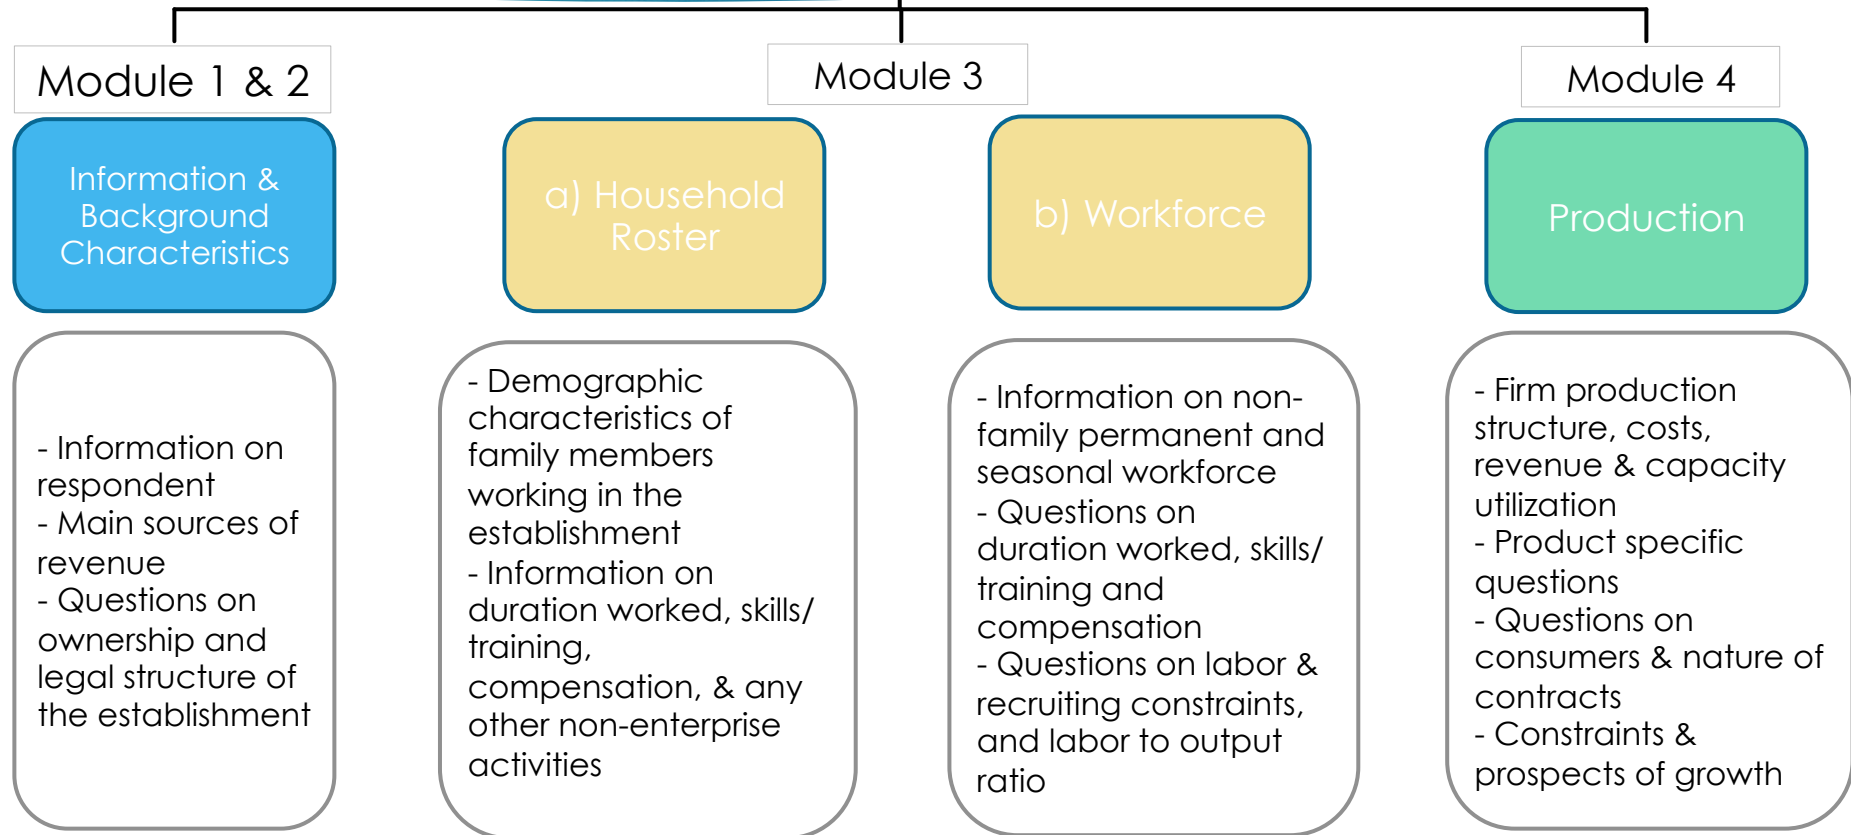 Module 1 & 2
Module 3
Module 4
Information &
Background
Characteristics
a) Household
Roster
b) Workforce
Production
- Information on
respondent
- Main sources of
revenue
- Questions on
ownership and
legal structure of
the establishment
- Demographic
characteristics of
family members
working in the
establishment
- Information on
duration worked, skills/
training,
compensation, & any
other non-enterprise
activities
- Information on non-
family permanent and
seasonal workforce
- Questions on
duration worked, skills/
training and
compensation
- Questions on labor &
recruiting constraints,
and labor to output
ratio
- Firm production
structure, costs,
revenue & capacity
utilization
- Product specific
questions
- Questions on
consumers & nature of
contracts
- Constraints &
prospects of growth